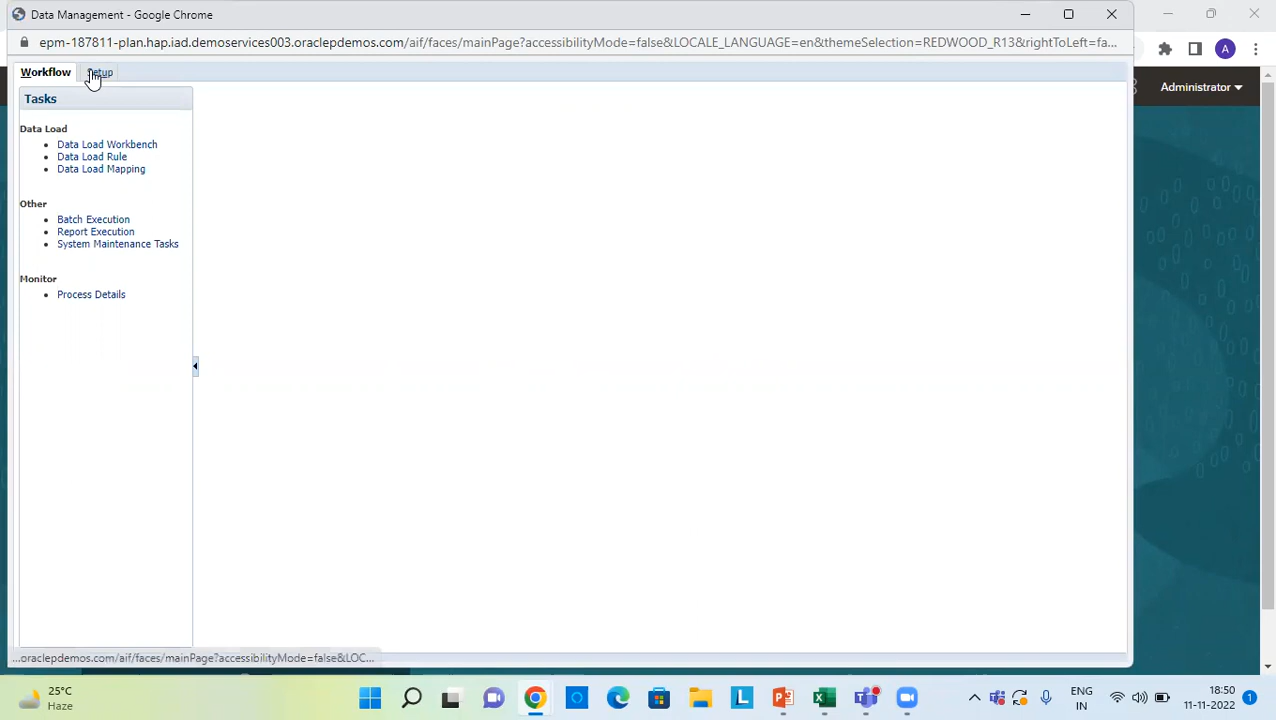 Data Management - Google Chrome
epm-187811-plan.hap.iad.demoservices003.oraclepdemos.com/aif/faces/mainPage?accessibilityMode=false&LOCALE_LANGUAGE=en&themeSelection=REDWOOD_R13&rightToLeft=fa...
A
Workflow
Setup
Administrator
Tasks
Data Load
Data Load Workbench
Data Load Rule
Data Load Mapping
Other
Batch Execution
Report Execution
System Maintenance Tasks
Monitor
Process Details
...oraclepdemos.com/aif/faces/mainPage?accessibilityMode=false&LOC...
25°C
Haze
L
ENG
IN
18:50
11-11-2022
1